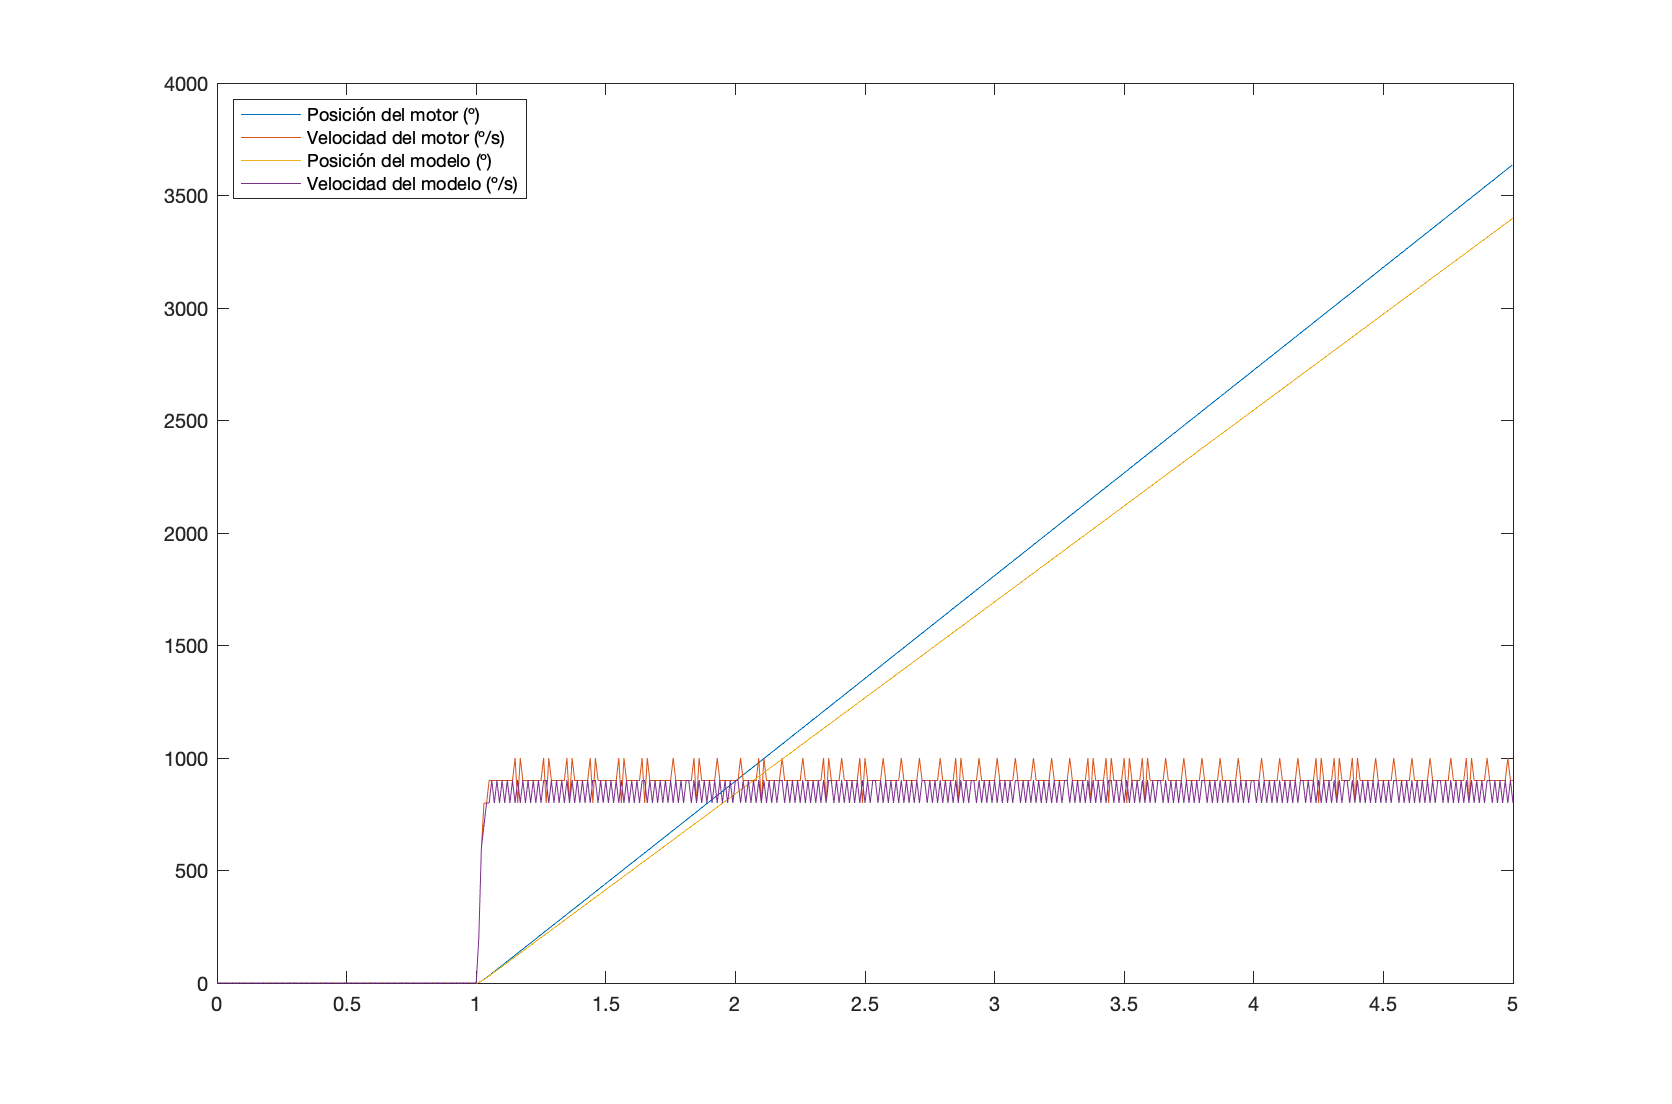 4000
3500
3000
2500
2000
1500
1000
500
0
Posición del motor (º)
Velocidad del motor (º/s)
Posición del modelo (º)
Velocidad del modelo (º/s)
0 0.5 1 1.5 2 2.5 3 3.5 4 4.5 5